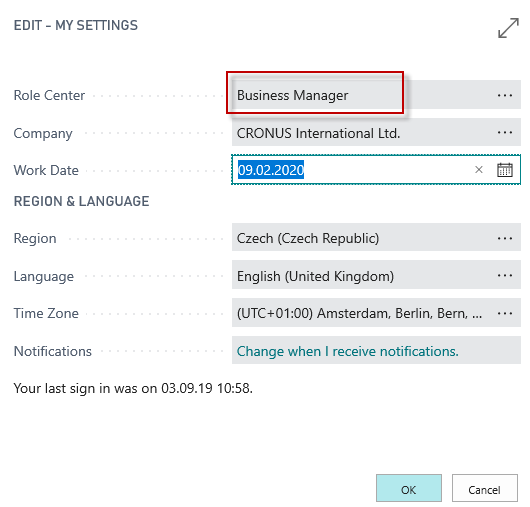 EDIT - MY SETTINGS
Role Center Business Manager
Company CRONUS International Ltd.
Work Date 09.02.2020
REGION & LANGUAGE
Region Czech (Czech Republic)
Language English (United Kingdom)
Time Zone (UTC+01:00) Amsterdam, Berlin, Bern, ...
Notifications Change when I receive notifications.
Your last sign in was on 03.09.19 10:58.
OK Cancel